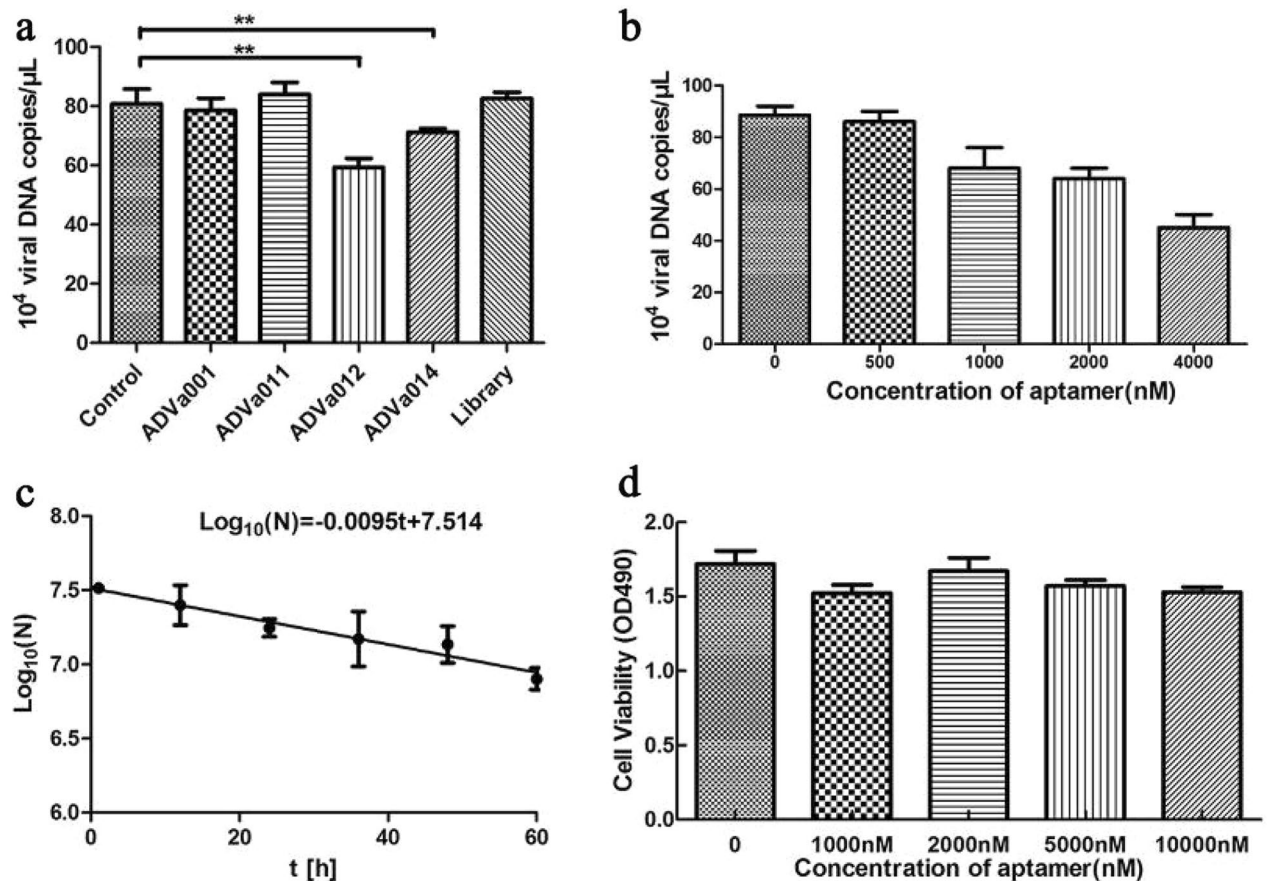 a
** 
**
10⁴ viral DNA copies/µL
100
80
60
40
20
0
Control
ADVa001
ADVa011
ADVa012
ADVa014
Library
b
10⁴ viral DNA copies/µL
100
80
60
40
20
0
0 500 1000 2000 4000
Concentration of aptamer(nM)
c
Log₁₀(N)=-0.0095t+7.514
Log₁₀(N)
8.0
7.5
7.0
6.5
6.0
0 20 40 60
t [h]
d
Cell Viability (OD490)
2.0
1.5
1.0
0.5
0.0
0 1000nM 2000nM 5000nM 10000nM
Concentration of aptamer(nM)